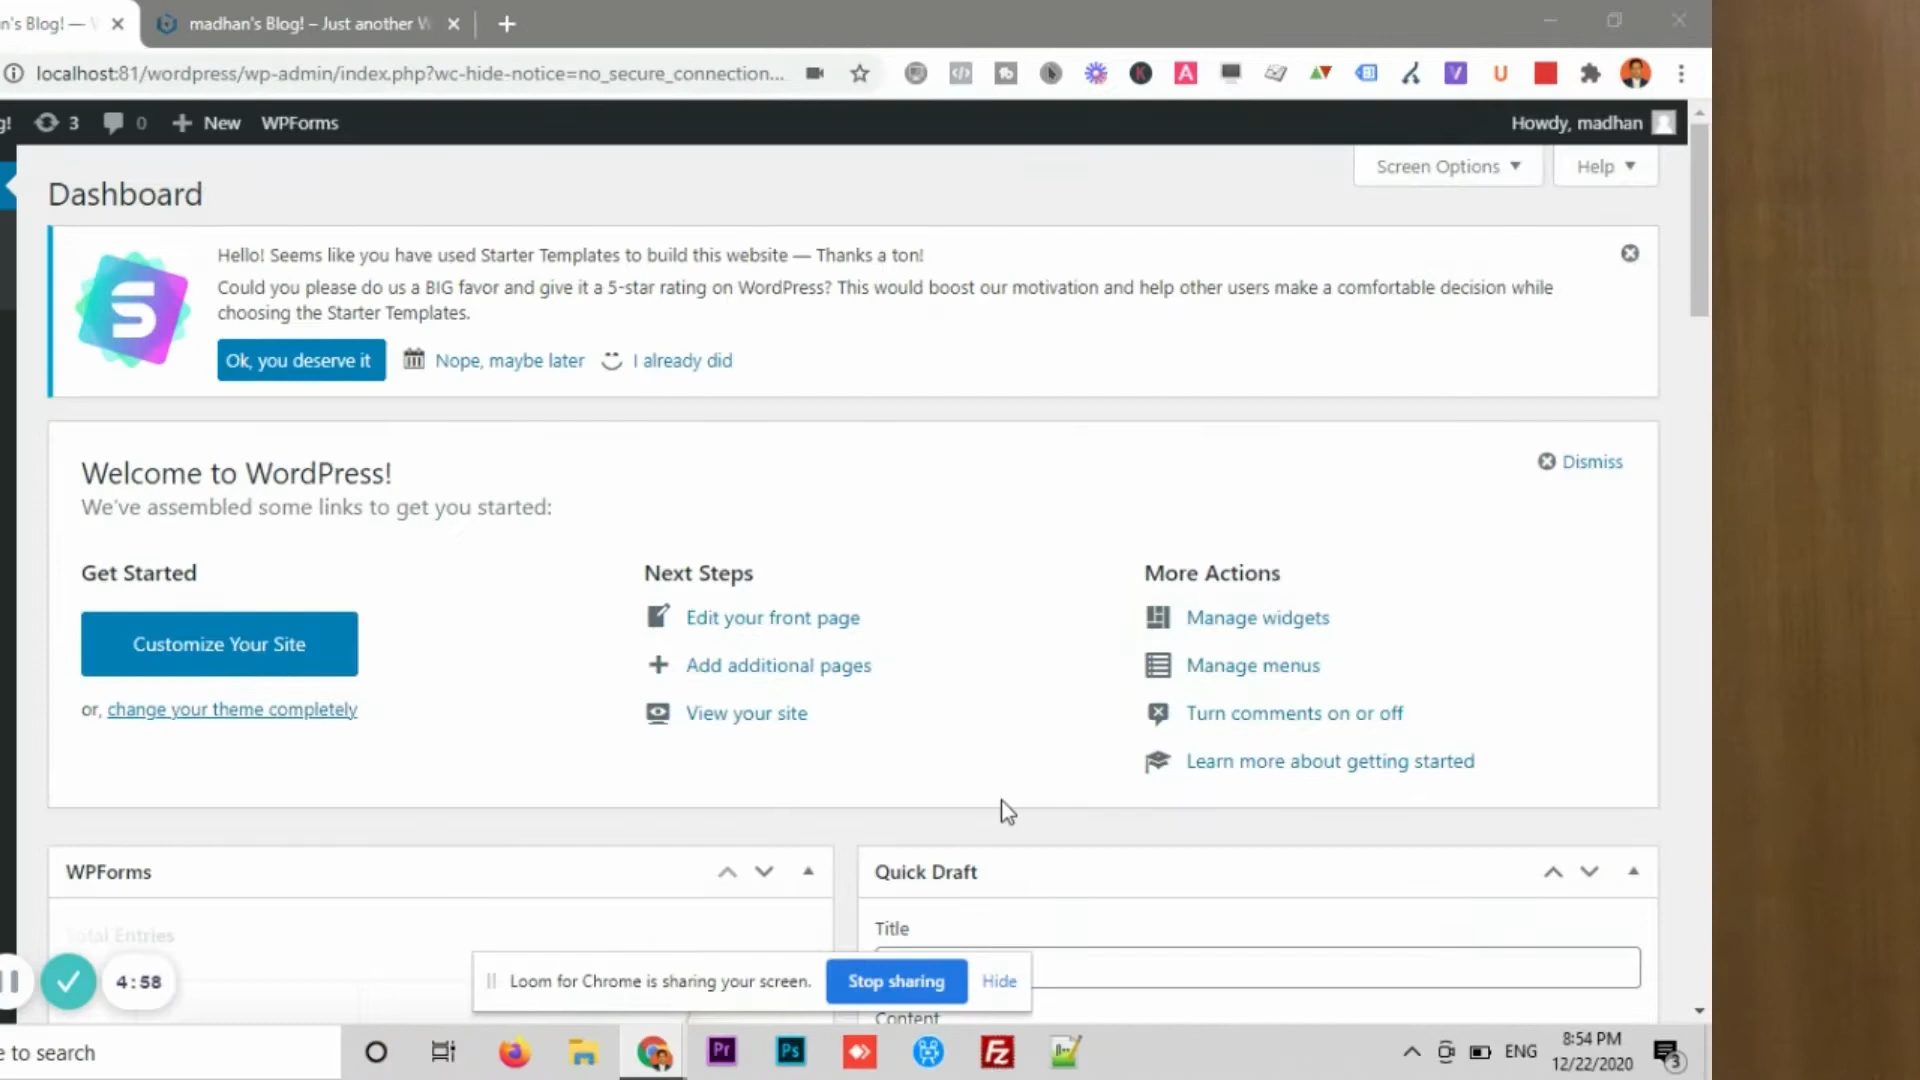 n's Blog! —
madhan's Blog! – Just another W
localhost:81/wordpress/wp-admin/index.php?wc-hide-notice=no_secure_connection...
g! 3 0 New WPForms
Howdy, madhan
Screen Options
Help
Dashboard
Hello! Seems like you have used Starter Templates to build this website — Thanks a ton!
Could you please do us a BIG favor and give it a 5-star rating on WordPress? This would boost our motivation and help other users make a comfortable decision while
choosing the Starter Templates.
Ok, you deserve it
Nope, maybe later
I already did
Welcome to WordPress!
Dismiss
We've assembled some links to get you started:
Get Started
Customize Your Site
or, change your theme completely
Next Steps
Edit your front page
Add additional pages
View your site
More Actions
Manage widgets
Manage menus
Turn comments on or off
Learn more about getting started
WPForms
Total Entries
Quick Draft
Title
Content
4:58
Loom for Chrome is sharing your screen.
Stop sharing
Hide
e to search
Pr
Ps
Fz
ENG
8:54 PM
12/22/2020
3